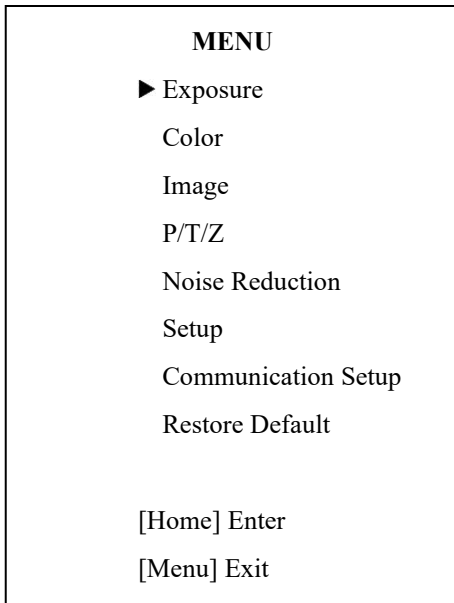 MENU
▶ Exposure
Color
Image
P/T/Z
Noise Reduction
Setup
Communication Setup
Restore Default
[Home] Enter
[Menu] Exit